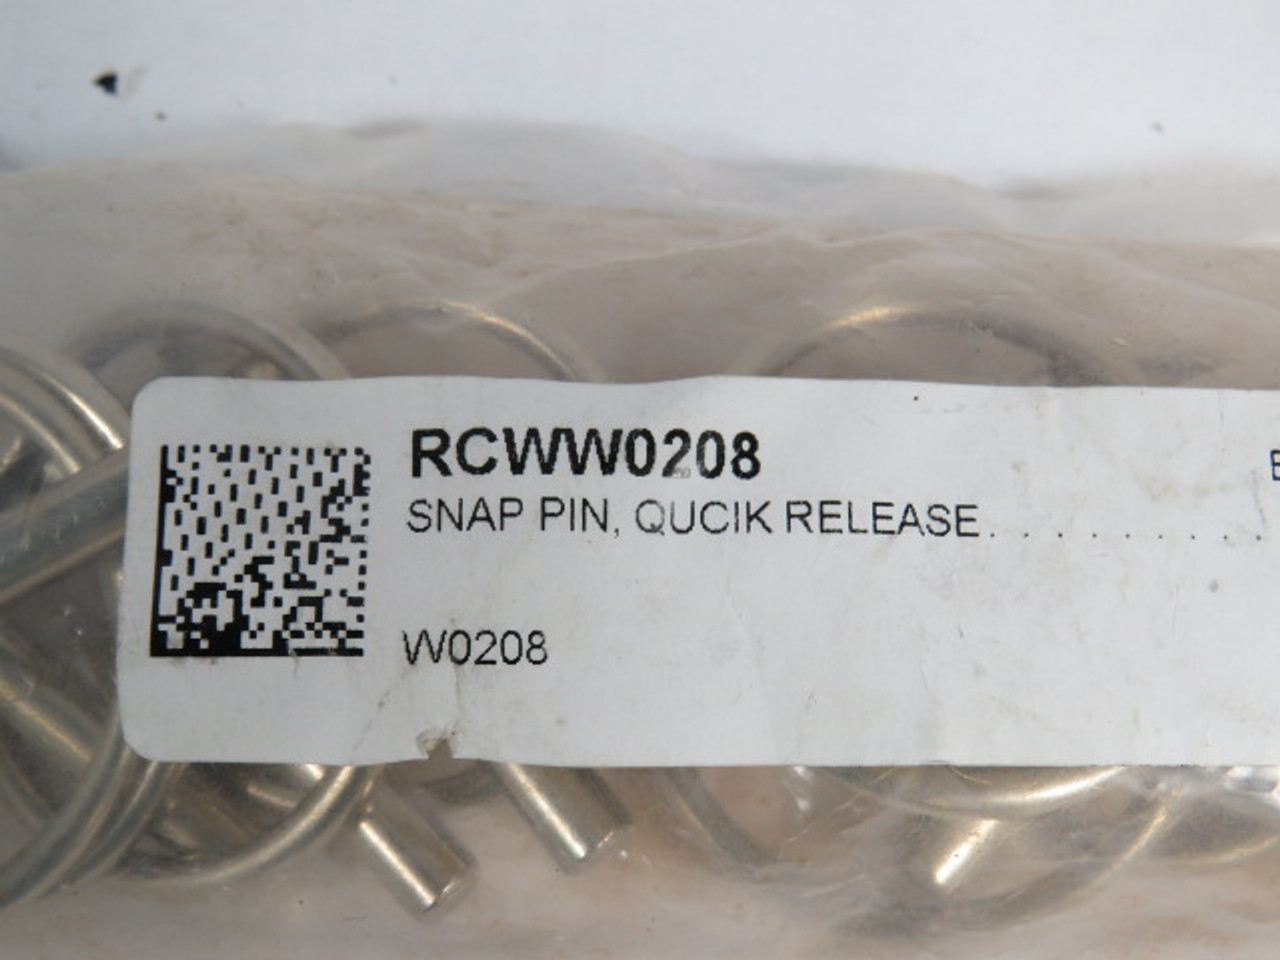 RCWW0208
SNAP PIN, QUCIK RELEASE. . . . . . . . . . .
W0208